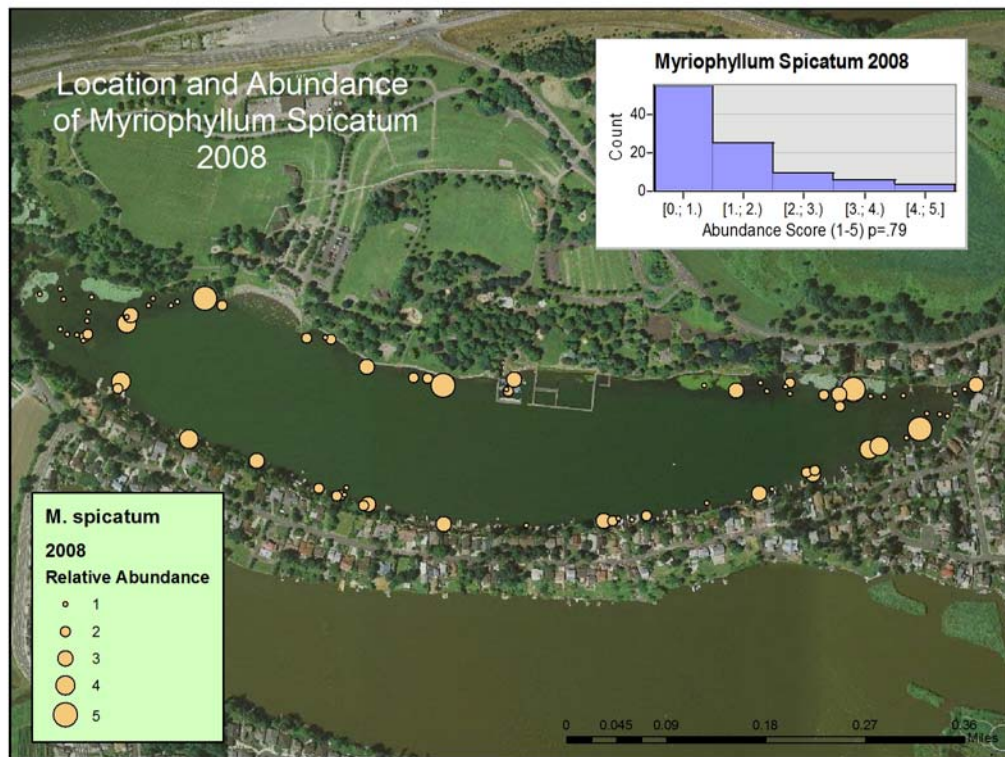 Location and Abundance
of Myriophyllum Spicatum
2008
Myriophyllum Spicatum 2008
Count
40
20
0
[0.; 1.) [1.; 2.) [2.; 3.) [3.; 4.) [4.; 5.]
Abundance Score (1-5) p=.79
M. spicatum
2008
Relative Abundance
1
2
3
4
5
0 0.045 0.09 0.18 0.27 0.36
Miles